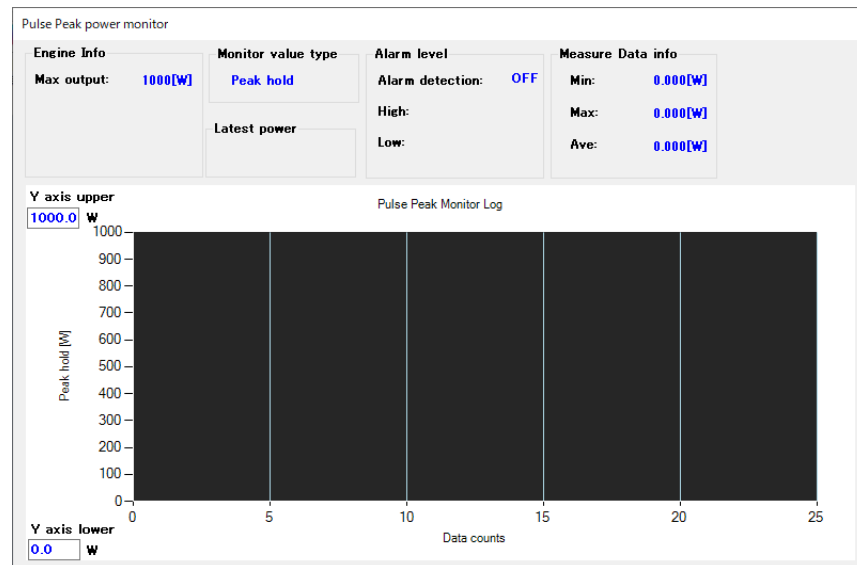 Pulse Peak power monitor
Engine Info
Max output: 1000[W]
Monitor value type
Peak hold
Latest power
Alarm level
Alarm detection: OFF
High:
Low:
Measure Data info
Min: 0.000[W]
Max: 0.000[W]
Ave: 0.000[W]
Y axis upper
1000.0 W
Pulse Peak Monitor Log
1000
900
800
700
600
500
400
300
200
100
0
Peak hold [W]
0 5 10 15 20 25
Data counts
Y axis lower
0.0 W